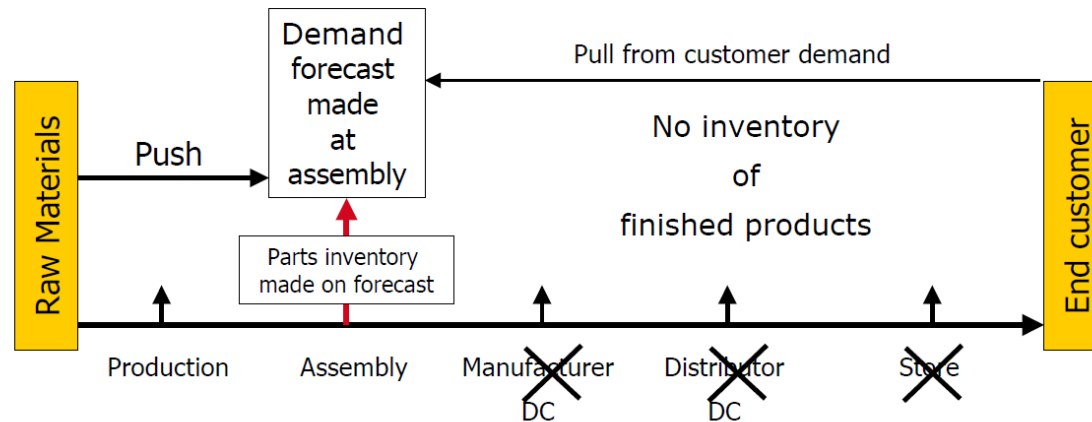 Raw Materials
Push
Demand
forecast
made
at
assembly
Parts inventory
made on forecast
Pull from customer demand
No inventory
of
finished products
End customer
Production
Assembly
Manufacturer
DC
Distributor
DC
Store